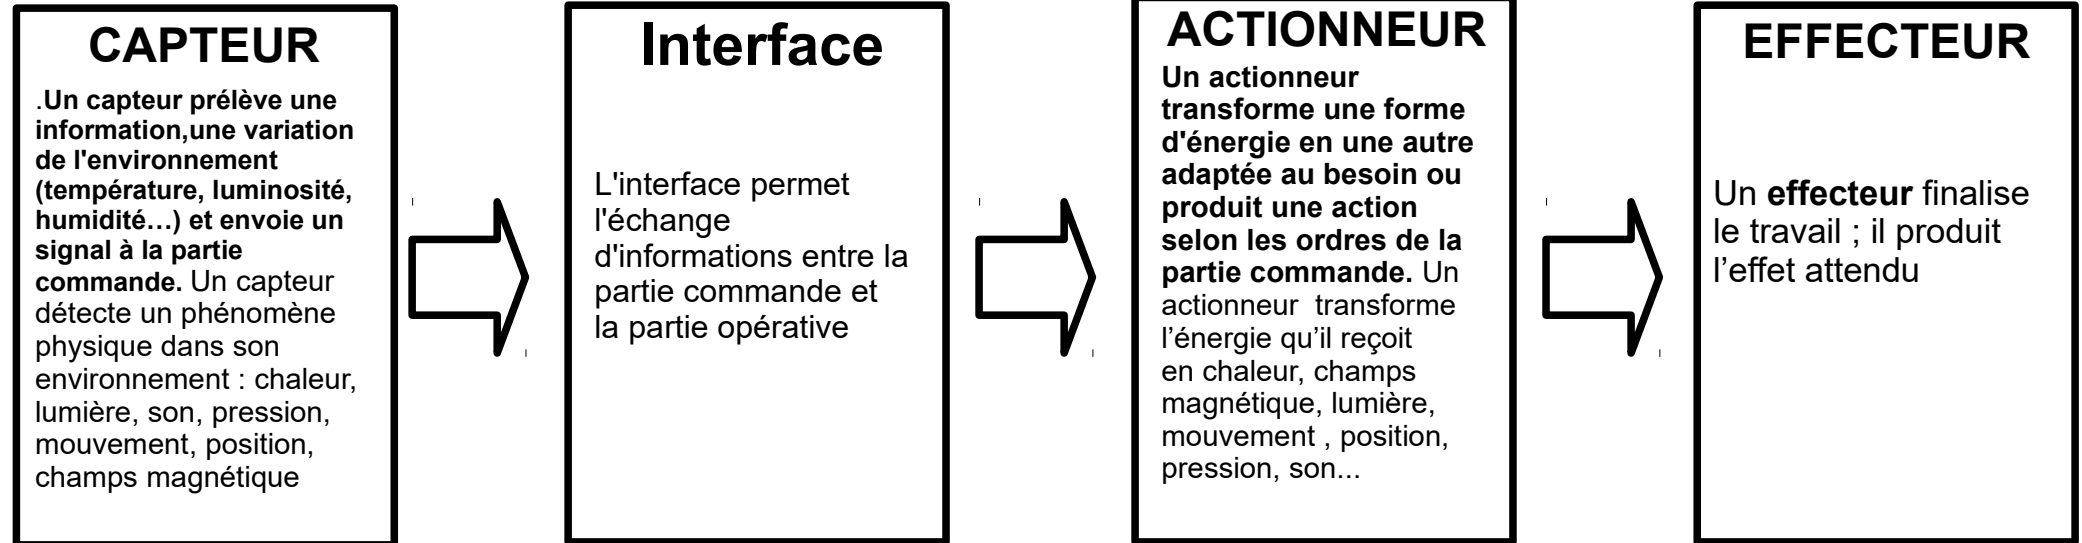 CAPTEUR
.Un capteur prélève une
information,une variation
de l'environnement
(température, luminosité,
humidité…) et envoie un
signal à la partie
commande. Un capteur
détecte un phénomène
physique dans son
environnement : chaleur,
lumière, son, pression,
mouvement, position,
champs magnétique
Interface
L'interface permet
l'échange
d'informations entre la
partie commande et
la partie opérative
ACTIONNEUR
Un actionneur
transforme une forme
d'énergie en une autre
adaptée au besoin ou
produit une action
selon les ordres de la
partie commande. Un
actionneur  transforme
l’énergie qu’il reçoit
en chaleur, champs
magnétique, lumière,
mouvement , position,
pression, son...
EFFECTEUR
Un effecteur finalise
le travail ; il produit
l’effet attendu